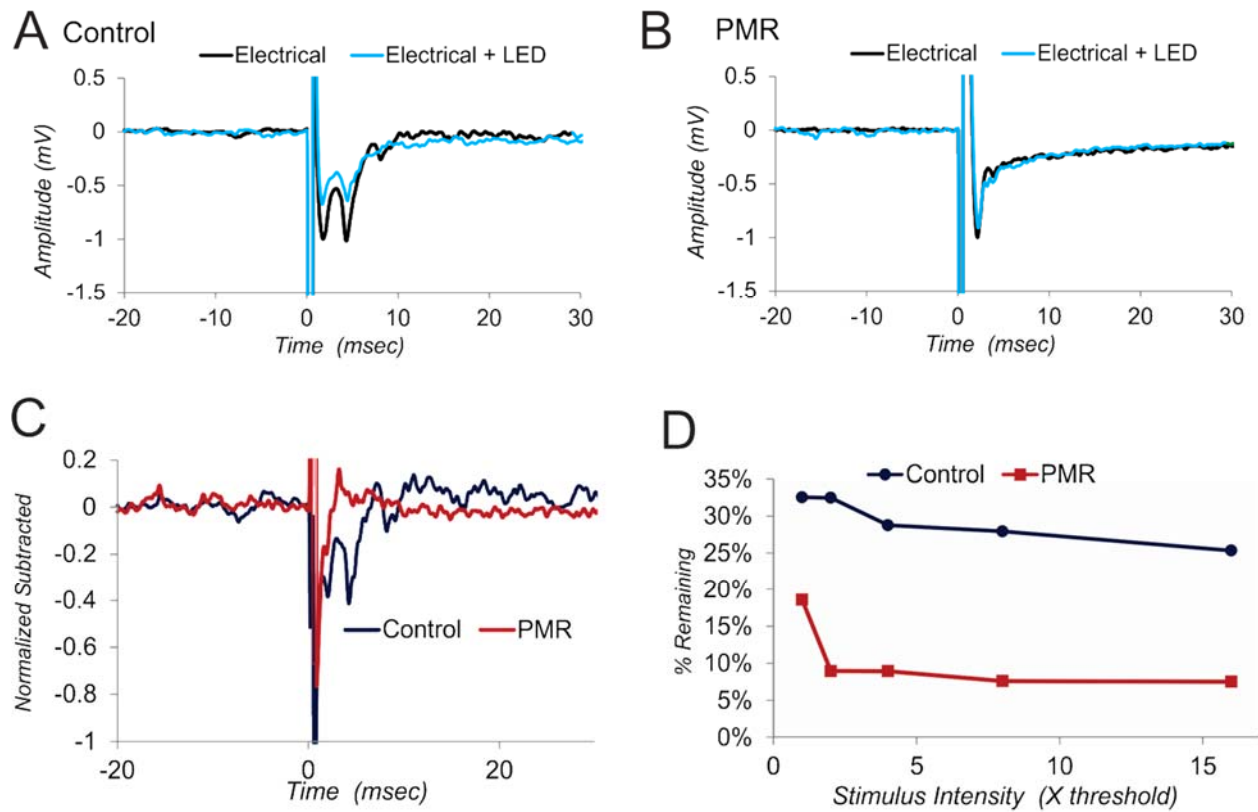 A Control
Electrical Electrical + LED
0.5
0
-0.5
-1
-1.5
Amplitude (mV)
-20 -10 0 10 20 30
Time (msec)
B PMR
Electrical Electrical + LED
0.5
0
-0.5
-1
-1.5
Amplitude (mV)
-20 -10 0 10 20 30
Time (msec)
C
0.2
0
-0.2
-0.4
-0.6
-0.8
-1
Normalized Subtracted
Control PMR
-20 0 20
Time (msec)
D
Control PMR
35%
30%
25%
20%
15%
10%
5%
0%
% Remaining
0 5 10 15
Stimulus Intensity (X threshold)